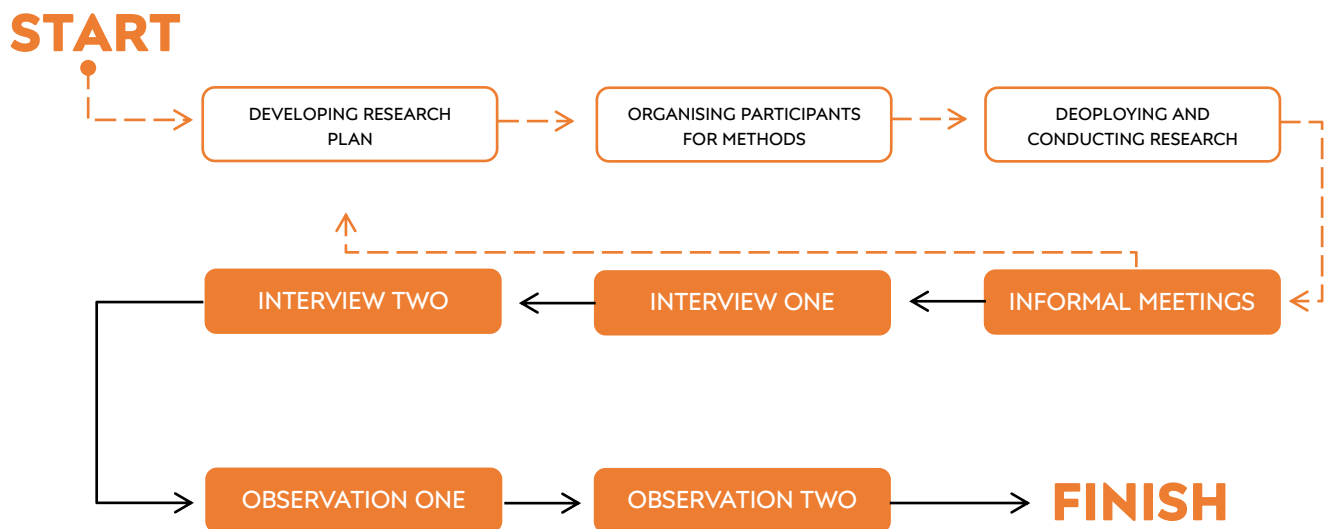 START
DEVELOPING RESEARCH
PLAN
ORGANISING PARTICIPANTS
FOR METHODS
DEOPLOYING AND
CONDUCTING RESEARCH
INTERVIEW TWO
INTERVIEW ONE
INFORMAL MEETINGS
OBSERVATION ONE
OBSERVATION TWO
FINISH